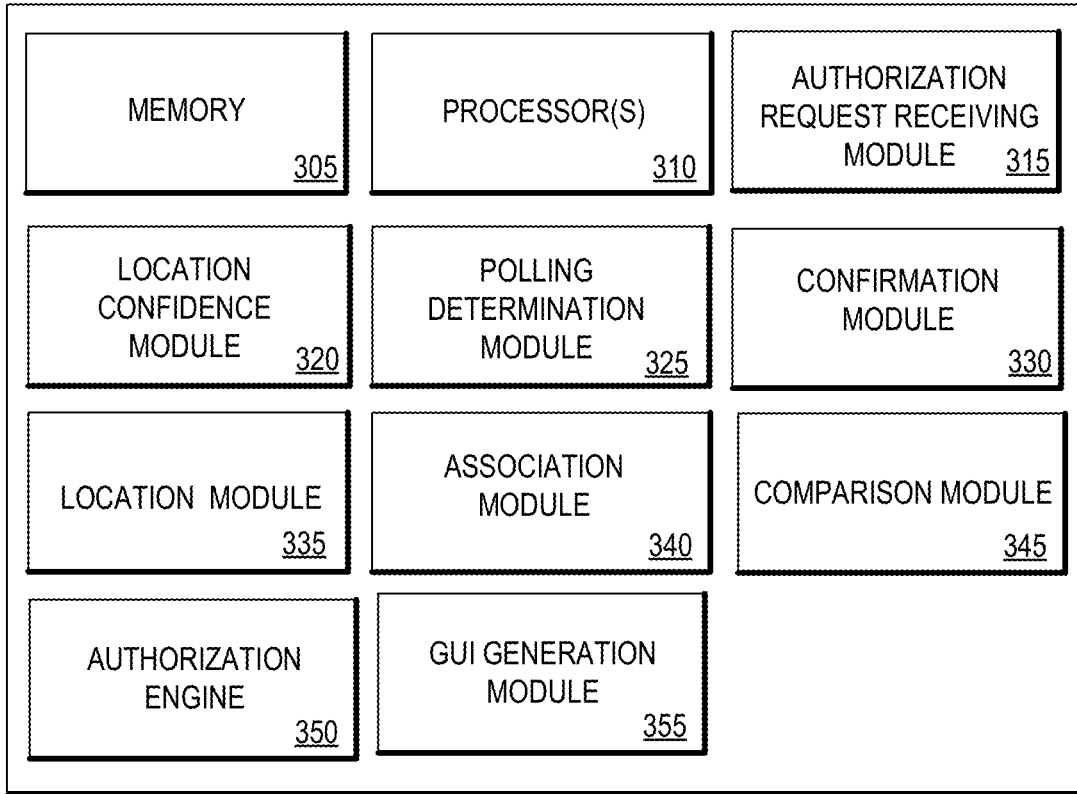 MEMORY
305
PROCESSOR(S)
310
AUTHORIZATION
REQUEST RECEIVING
MODULE
315
LOCATION
CONFIDENCE
MODULE
320
POLLING
DETERMINATION
MODULE
325
CONFIRMATION
MODULE
330
LOCATION MODULE
335
ASSOCIATION
MODULE
340
COMPARISON MODULE
345
AUTHORIZATION
ENGINE
350
GUI GENERATION
MODULE
355